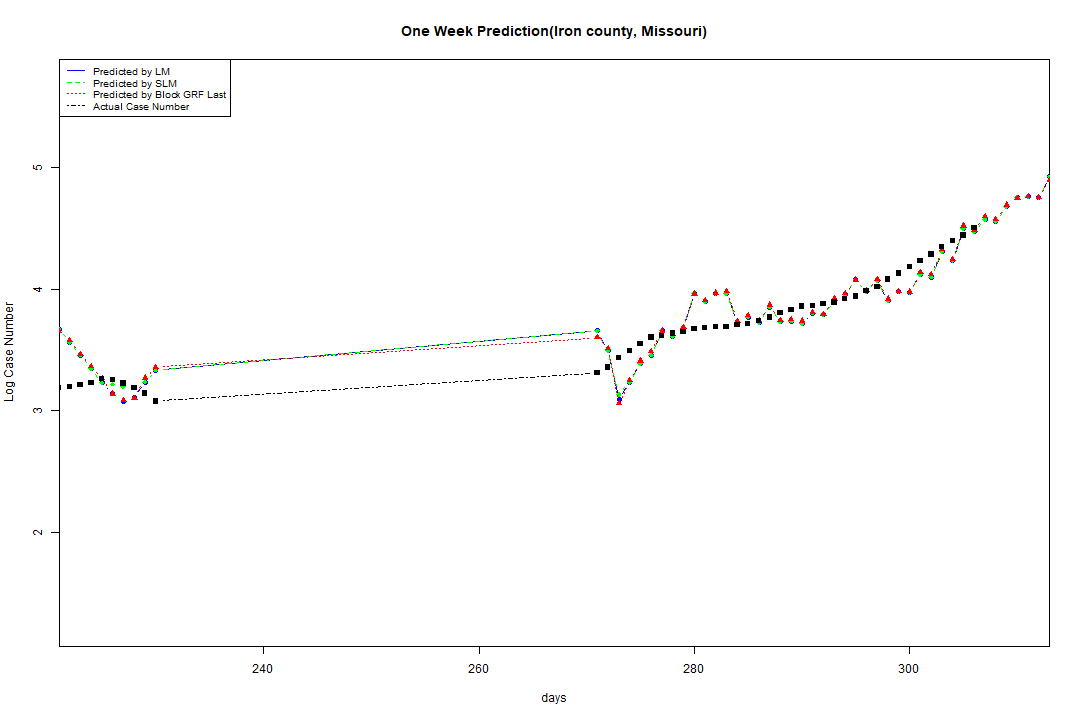 One Week Prediction(Iron county, Missouri)
Predicted by LM
Predicted by SLM
Predicted by Block GRF Last
Actual Case Number
5
4
3
2
Log Case Number
240
260
280
300
days